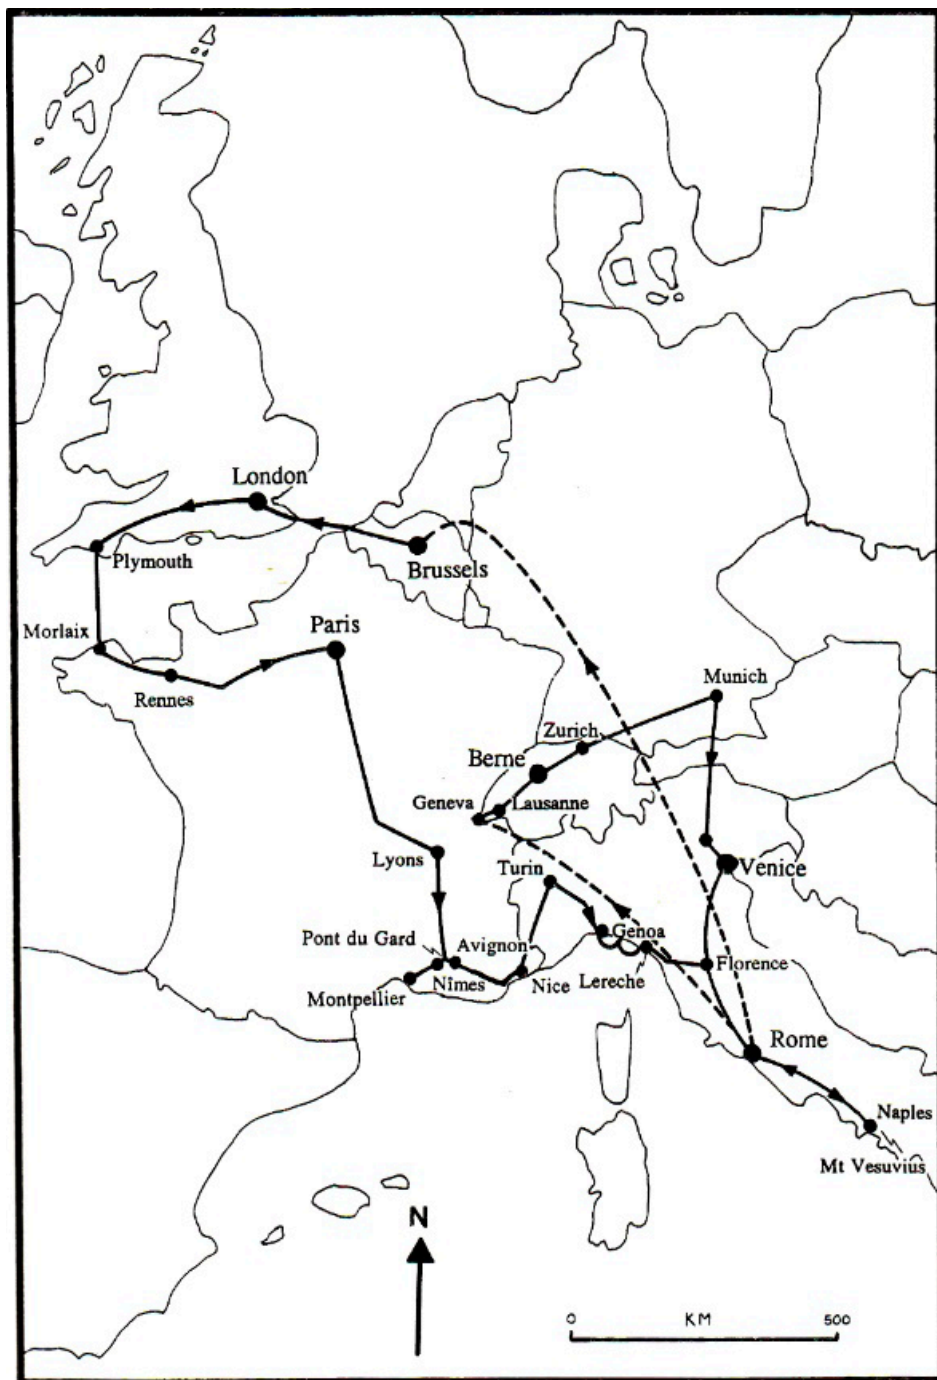 London
Plymouth
Brussels
Morlaix
Paris
Rennes
Munich
Zurich
Berne
Geneva
Lausanne
Lyons
Turin
Venice
Pont du Gard
Avignon
Genoa
Florence
Montpellier
Nîmes
Nice
Lereche
Rome
Naples
Mt Vesuvius
N
0 KM 500